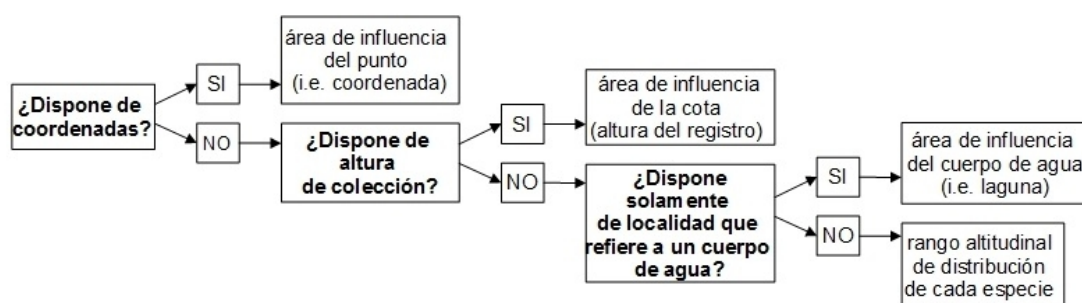 ¿Dispone de
coordenadas?
SI
área de influencia
del punto
(i.e. coordenada)
NO
¿Dispone de
altura
de colección?
SI
área de influencia
de la cota
(altura del registro)
NO
¿Dispone
solamente
de localidad que
refiere a un cuerpo
de agua?
SI
área de influencia
del cuerpo de agua
(i.e. laguna)
NO
rango altitudinal
de distribución
de cada especie